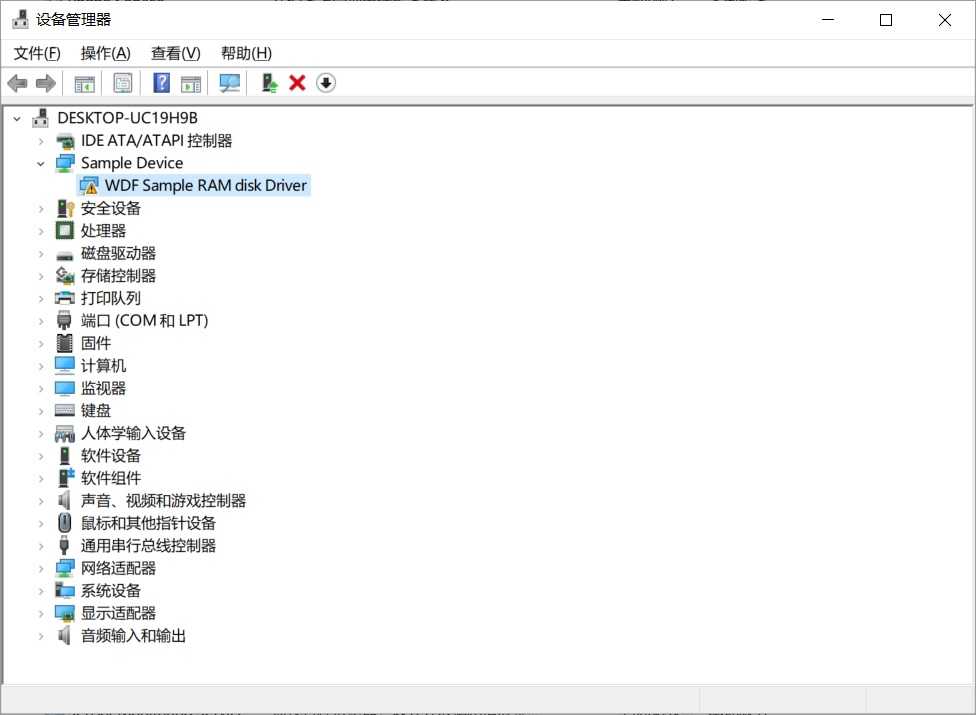 设备管理器
文件(F) 操作(A) 查看(V) 帮助(H)
DESKTOP-UC19H9B
IDE ATA/ATAPI 控制器
Sample Device
WDF Sample RAM disk Driver
安全设备
处理器
磁盘驱动器
存储控制器
打印队列
端口 (COM 和 LPT)
固件
计算机
监视器
键盘
人体学输入设备
软件设备
软件组件
声音、视频和游戏控制器
鼠标和其他指针设备
通用串行总线控制器
网络适配器
系统设备
显示适配器
音频输入和输出